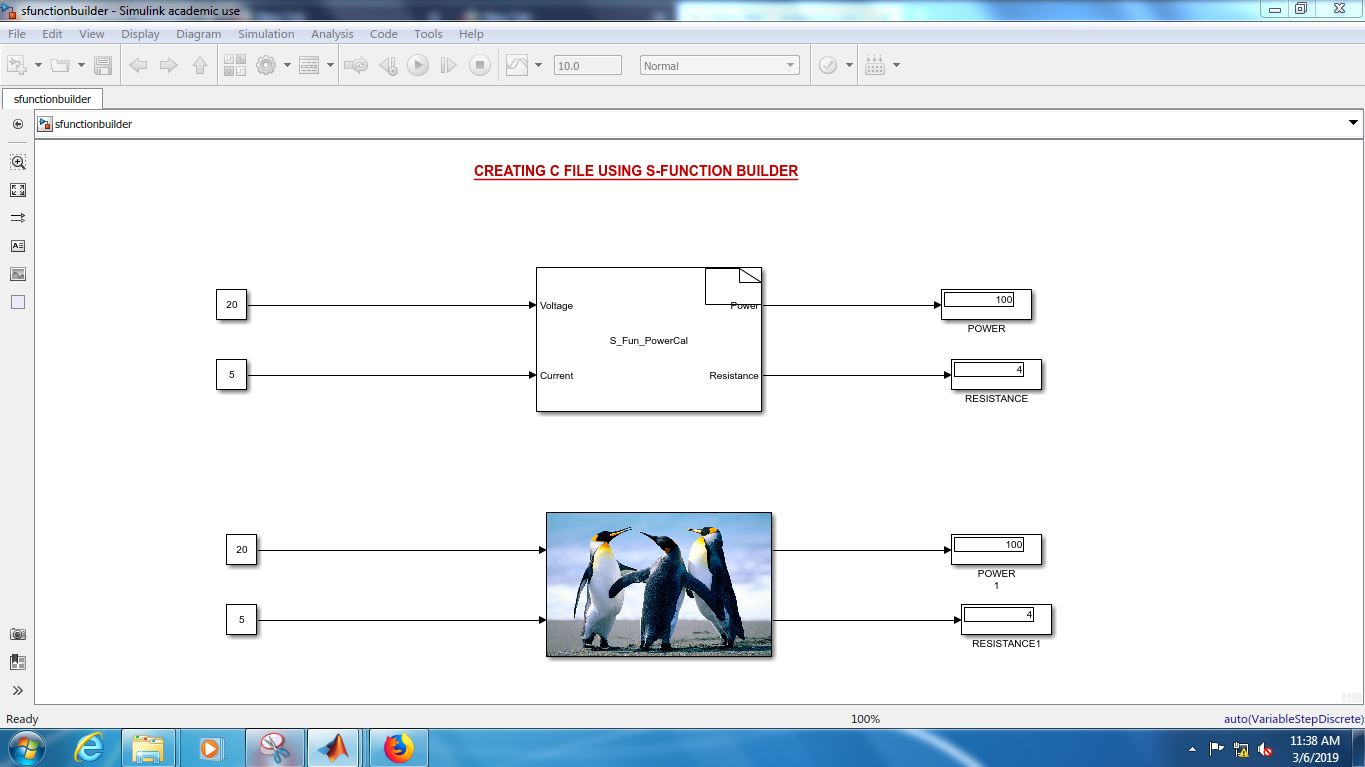 sfunctionbuilder - Simulink academic use
File Edit View Display Diagram Simulation Analysis Code Tools Help
10.0 Normal
sfunctionbuilder
sfunctionbuilder
CREATING C FILE USING S-FUNCTION BUILDER
20 Voltage Power 100
POWER
S_Fun_PowerCal
5 Current Resistance 4
RESISTANCE
20 100
POWER
1
5 4
RESISTANCE1
Ready 100% auto(VariableStepDiscrete)
11:38 AM
3/6/2019